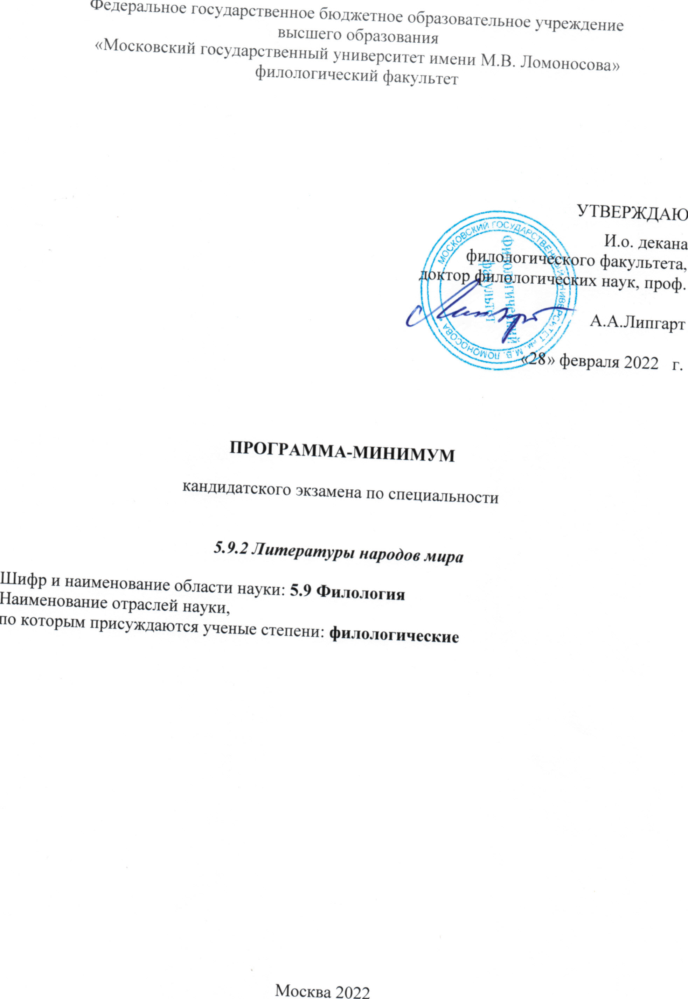 Федеральное государственное бюджетное образовательное учреждение
высшего образования
«Московский государственный университет имени М.В. Ломоносова»
филологический факультет
УТВЕРЖДАЮ
И.о. декана
филологического факультета,
доктор филологических наук, проф.
А.А.Липгарт
«28» февраля 2022 г.
МОСКОВСКИЙ ГОСУДАРСТВЕННЫЙ УНИВЕРСИТЕТ им. М.В. ЛОМОНОСОВА
Филологический
факультет
ПРОГРАММА-МИНИМУМ
кандидатского экзамена по специальности
5.9.2 Литературы народов мира
Шифр и наименование области науки: 5.9 Филология
Наименование отраслей науки,
по которым присуждаются ученые степени: филологические
Москва 2022